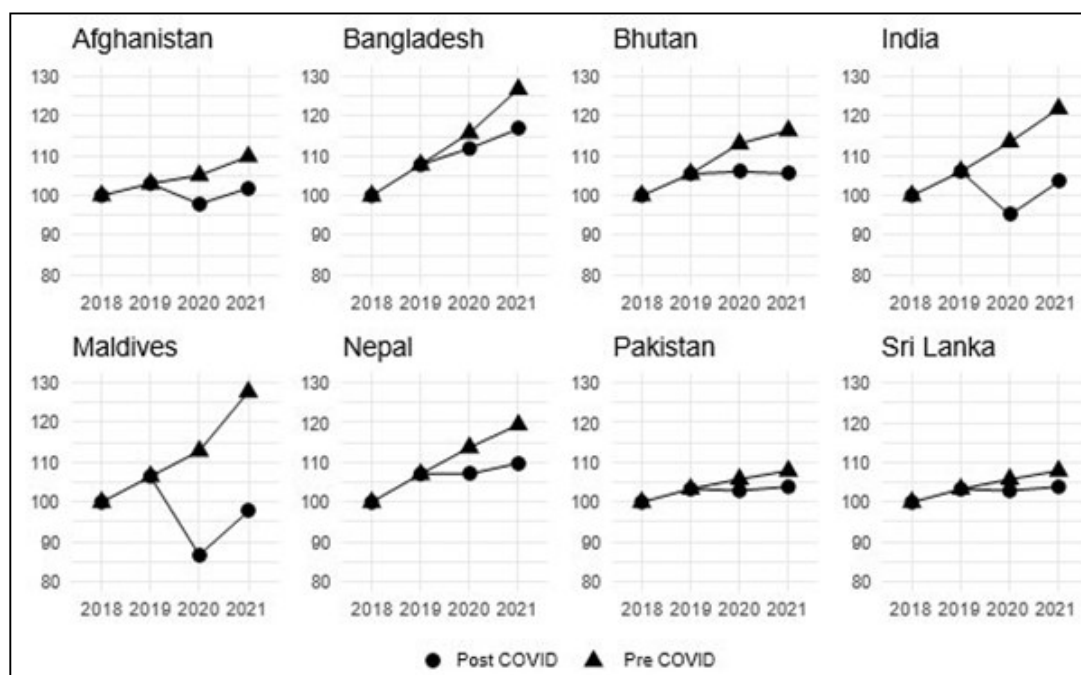 Afghanistan Bangladesh Bhutan India
130 130 130 130
120 120 120 120
110 110 110 110
100 100 100 100
90 90 90 90
80 80 80 80
2018 2019 2020 2021 2018 2019 2020 2021 2018 2019 2020 2021 2018 2019 2020 2021
Maldives Nepal Pakistan Sri Lanka
130 130 130 130
120 120 120 120
110 110 110 110
100 100 100 100
90 90 90 90
80 80 80 80
2018 2019 2020 2021 2018 2019 2020 2021 2018 2019 2020 2021 2018 2019 2020 2021
Post COVID Pre COVID